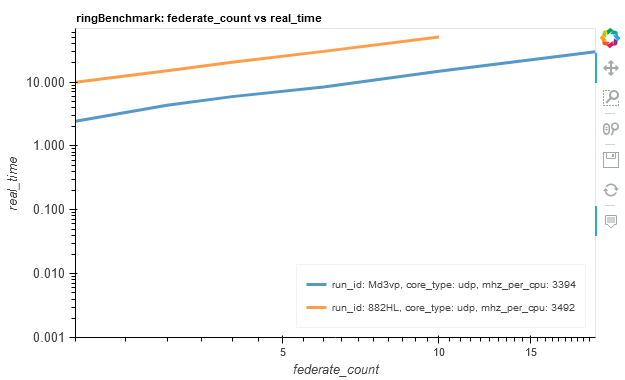 ringBenchmark: federate_count vs real_time
10.000
1.000
0.100
0.010
0.001
real_time
run_id: Md3vp, core_type: udp, mhz_per_cpu: 3394
run_id: 882HL, core_type: udp, mhz_per_cpu: 3492
5
10
15
federate_count